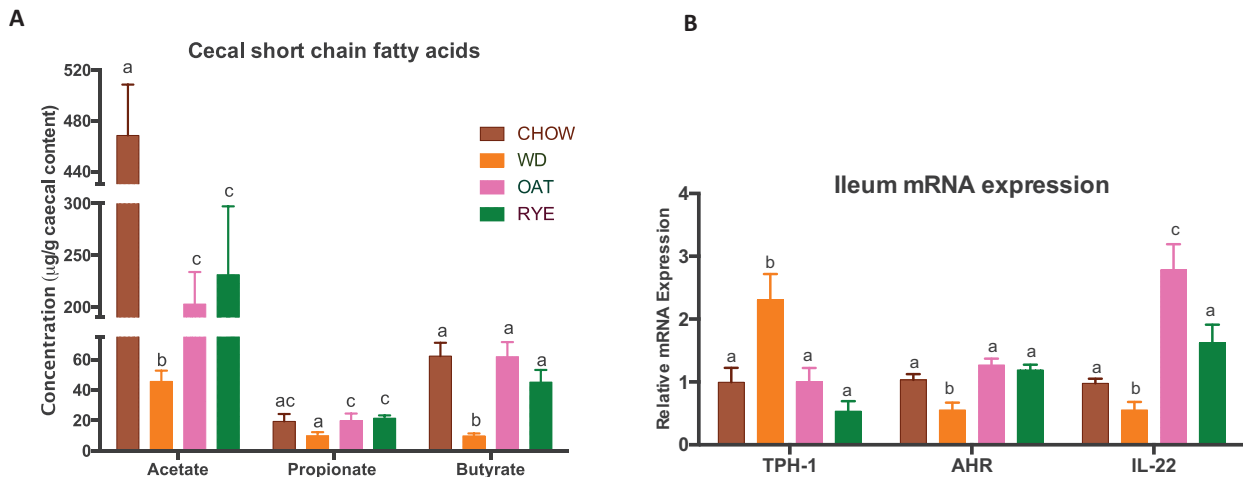 A
Cecal short chain fatty acids
Concentration (μg/g caecal content)
520
480
440
300
250
200
60
40
20
0
a
b
c
c
ac
a
c
c
a
b
a
a
Acetate
Propionate
Butyrate
CHOW
WD
OAT
RYE
B
Ileum mRNA expression
Relative mRNA Expression
4
3
2
1
0
a
b
a
a
a
b
a
a
a
b
c
a
TPH-1
AHR
IL-22